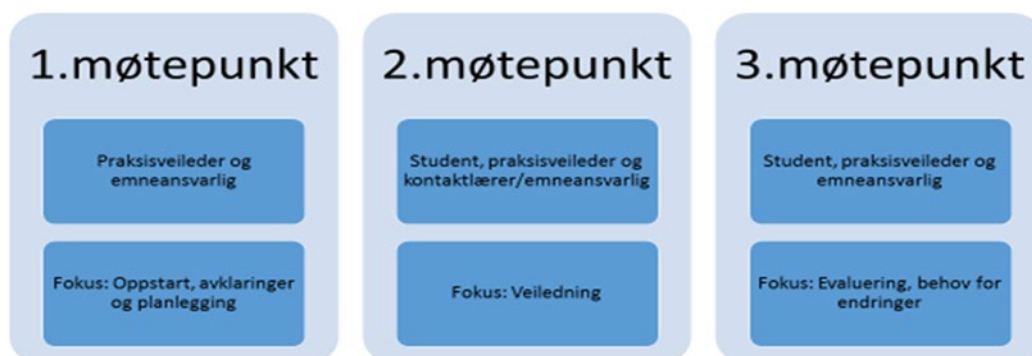 1.møtepunkt
Praksisveileder og
emneansvarlig
Fokus: Oppstart, avklaringer
og planlegging
2.møtepunkt
Student, praksisveileder og
kontaktlærer/emneansvarlig
Fokus: Veiledning
3.møtepunkt
Student, praksisveileder og
emneansvarlig
Fokus: Evaluering, behov for
endringer